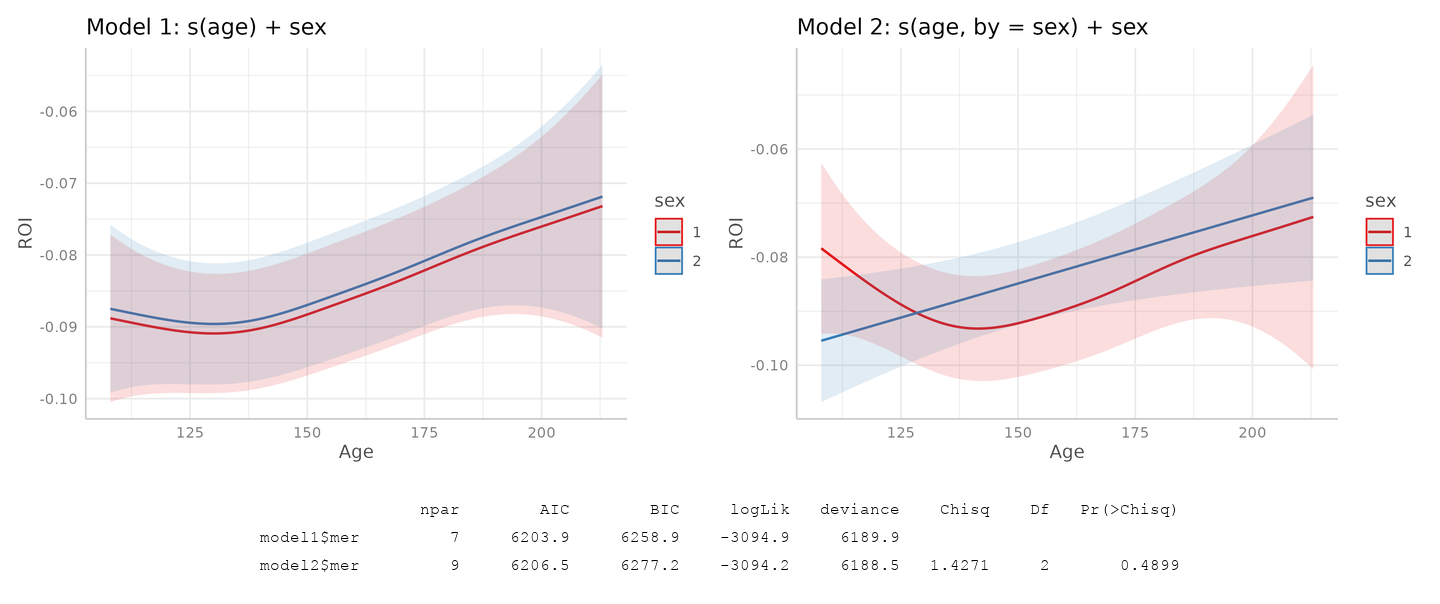 Model 1: s(age) + sex
-0.06
-0.07
-0.08
-0.09
-0.10
ROI
125 150 175 200
Age
sex
1
2
Model 2: s(age, by = sex) + sex
-0.06
-0.08
-0.10
ROI
125 150 175 200
Age
sex
1
2
npar AIC BIC logLik deviance Chisq Df Pr(>Chisq)
model1$mer 7 6203.9 6258.9 -3094.9 6189.9
model2$mer 9 6206.5 6277.2 -3094.2 6188.5 1.4271 2 0.4899